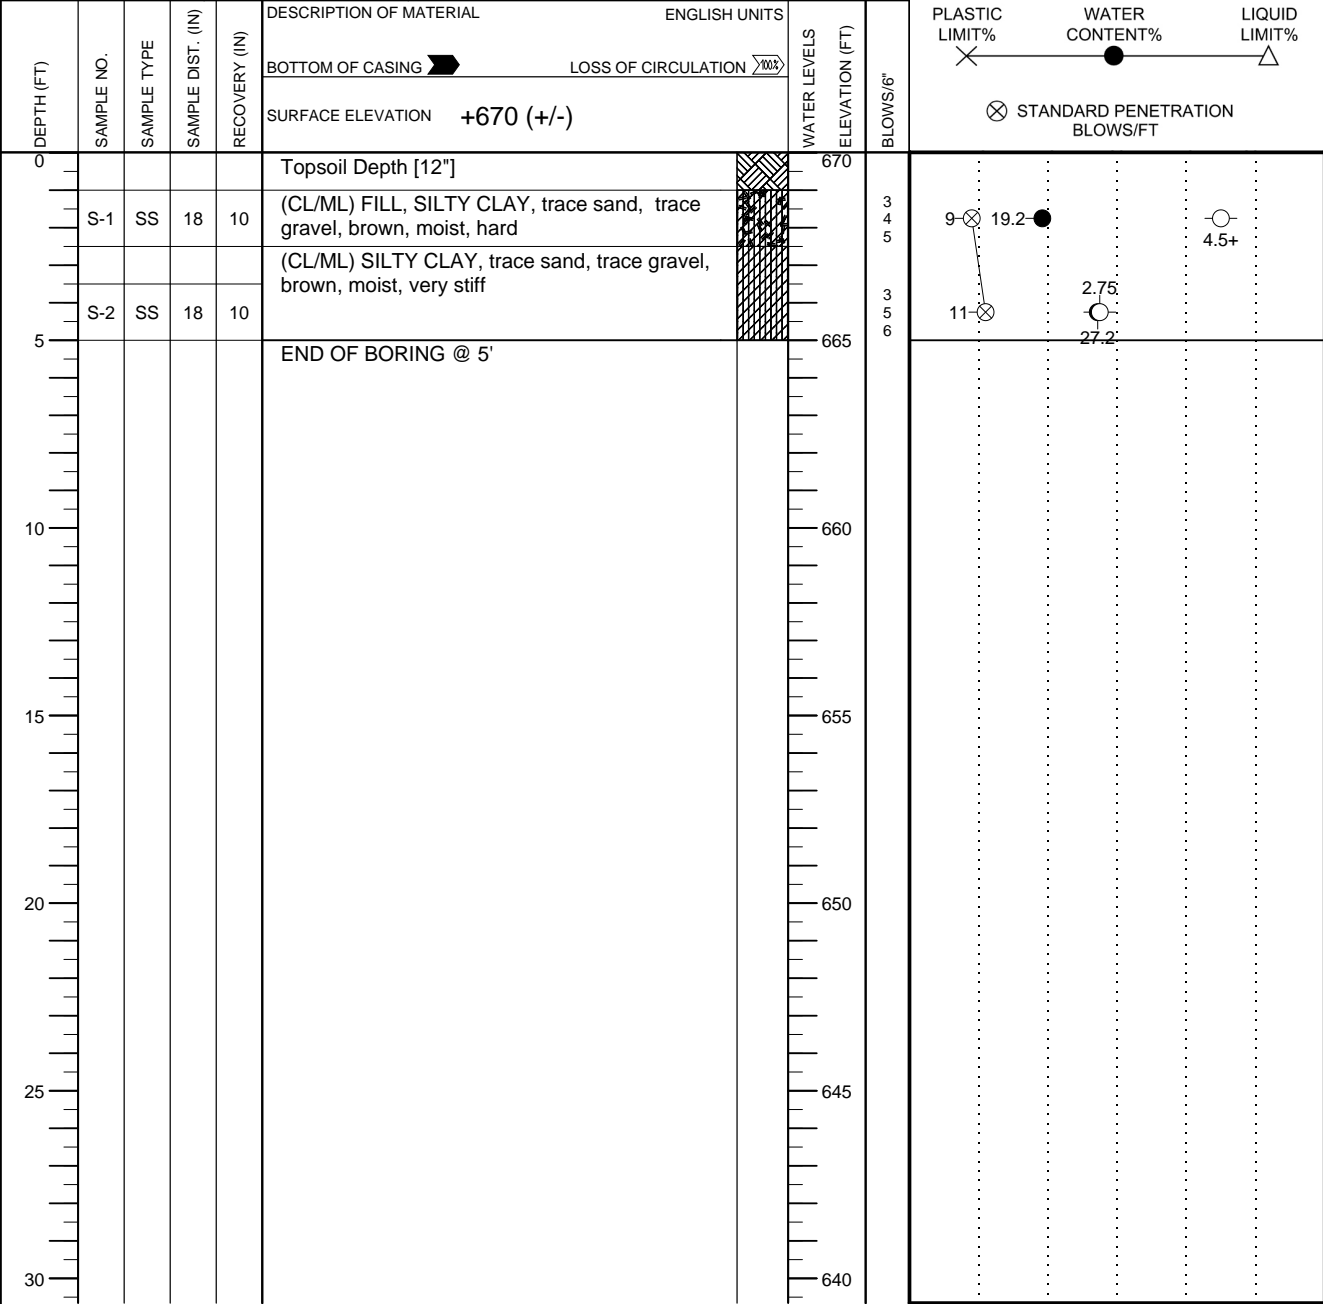 DEPTH (FT)
SAMPLE NO.
SAMPLE TYPE
SAMPLE DIST. (IN)
RECOVERY (IN)
DESCRIPTION OF MATERIAL ENGLISH UNITS
BOTTOM OF CASING LOSS OF CIRCULATION 100%
SURFACE ELEVATION +670 (+/-)
WATER LEVELS
ELEVATION (FT)
BLOWS/6"
PLASTIC LIMIT%
WATER CONTENT%
LIQUID LIMIT%
STANDARD PENETRATION
BLOWS/FT
0 Topsoil Depth [12"] 670
S-1 SS 18 10
(CL/ML) FILL, SILTY CLAY, trace sand, trace
gravel, brown, moist, hard
3
4
5
9 19.2
4.5+
(CL/ML) SILTY CLAY, trace sand, trace gravel,
brown, moist, very stiff
S-2 SS 18 10
3
5
6
2.75
11
27.2
5 665
END OF BORING @ 5'
10 660
15 655
20 650
25 645
30 640